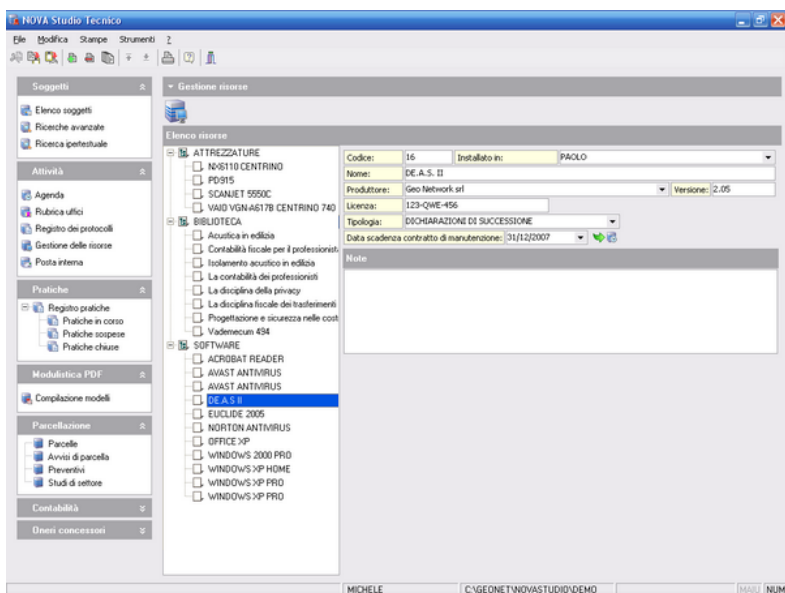 NOVA Studio Tecnico
File Modifica Stampe Strumenti ?
Soggetti
Elenco soggetti
Ricerche avanzate
Ricerca ipertestuale
Attività
Agenda
Rubrica uffici
Registro dei protocolli
Gestione delle risorse
Posta interna
Pratiche
Registro pratiche
Pratiche in corso
Pratiche sospese
Pratiche chiuse
Modulistica PDF
Compilazione modelli
Parcellazione
Parcelle
Avvisi di parcella
Preventivi
Studi di settore
Contabilità
Oneri concessori
Gestione risorse
Elenco risorse
ATTREZZATURE
NX6110 CENTRINO
PD915
SCANJET 5550C
VAIO VGN-A617B CENTRINO 740
BIBLIOTECA
Acustica in edilizia
Contabilità fiscale per il professionist
Isolamento acustico in edilizia
La contabilità dei professionisti
La disciplina della privacy
La disciplina fiscale dei trasferimenti
Progettazione e sicurezza nelle cost
Vademecum 494
SOFTWARE
ACROBAT READER
AVAST ANTIVIRUS
AVAST ANTIVIRUS
DE.A.S II
EUCLIDE 2005
NORTON ANTIVIRUS
OFFICE XP
WINDOWS 2000 PRO
WINDOWS XP HOME
WINDOWS XP PRO
WINDOWS XP PRO
Codice: 16 Installato in: PAOLO
Nome: DE.A.S. II
Produttore: Geo Network srl Versione: 2.05
Licenza: 123-QWE-456
Tipologia: DICHIARAZIONI DI SUCCESSIONE
Data scadenza contratto di manutenzione: 31/12/2007
Note
MICHELE C:\GEONET\NOVASTUDIO\DEMO MAIU NUM